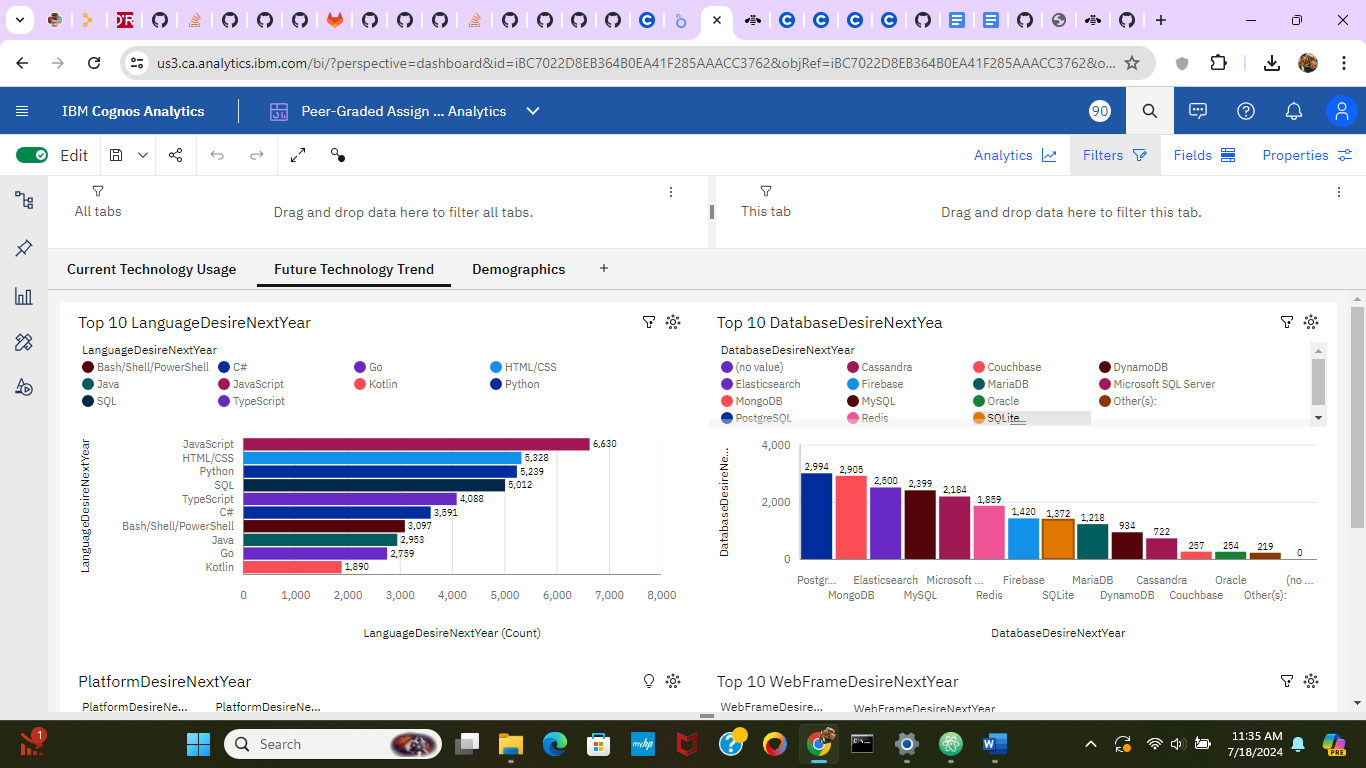 us3.ca.analytics.ibm.com/bi/?perspective=dashboard&id=iBC7022D8EB364B0EA41F285AAACC3762&objRef=iBC7022D8EB364B0EA41F285AAACC3762&o...
IBM Cognos Analytics
Peer-Graded Assign ... Analytics
90
Edit
Analytics
Filters
Fields
Properties
All tabs
Drag and drop data here to filter all tabs.
This tab
Drag and drop data here to filter this tab.
Current Technology Usage
Future Technology Trend
Demographics
+
Top 10 LanguageDesireNextYear
LanguageDesireNextYear
Bash/Shell/PowerShell C# Go HTML/CSS
Java JavaScript Kotlin Python
SQL TypeScript
LanguageDesireNextYear
JavaScript 6,630
HTML/CSS 5,328
Python 5,239
SQL 5,012
TypeScript 4,088
C# 3,591
Bash/Shell/PowerShell 3,097
Java 2,953
Go 2,759
Kotlin 1,890
0 1,000 2,000 3,000 4,000 5,000 6,000 7,000 8,000
LanguageDesireNextYear (Count)
Top 10 DatabaseDesireNextYea
DatabaseDesireNextYear
(no value) Cassandra Couchbase DynamoDB
Elasticsearch Firebase MariaDB Microsoft SQL Server
MongoDB MySQL Oracle Other(s):
PostgreSQL Redis SQLite
DatabaseDesireNe...
4,000
2,000
0
2,994 2,905 2,500 2,399 2,184 1,859 1,420 1,372 1,218 934 722 257 254 219 0
Postgr... Elasticsearch Microsoft ... Firebase MariaDB Cassandra Oracle (no ...
MongoDB MySQL Redis SQLite DynamoDB Couchbase Other(s):
DatabaseDesireNextYear
PlatformDesireNextYear
PlatformDesireNe... PlatformDesireNe...
Top 10 WebFrameDesireNextYear
WebFrameDesire... WebFrameDesireNextYear
1
Search
11:35 AM
7/18/2024